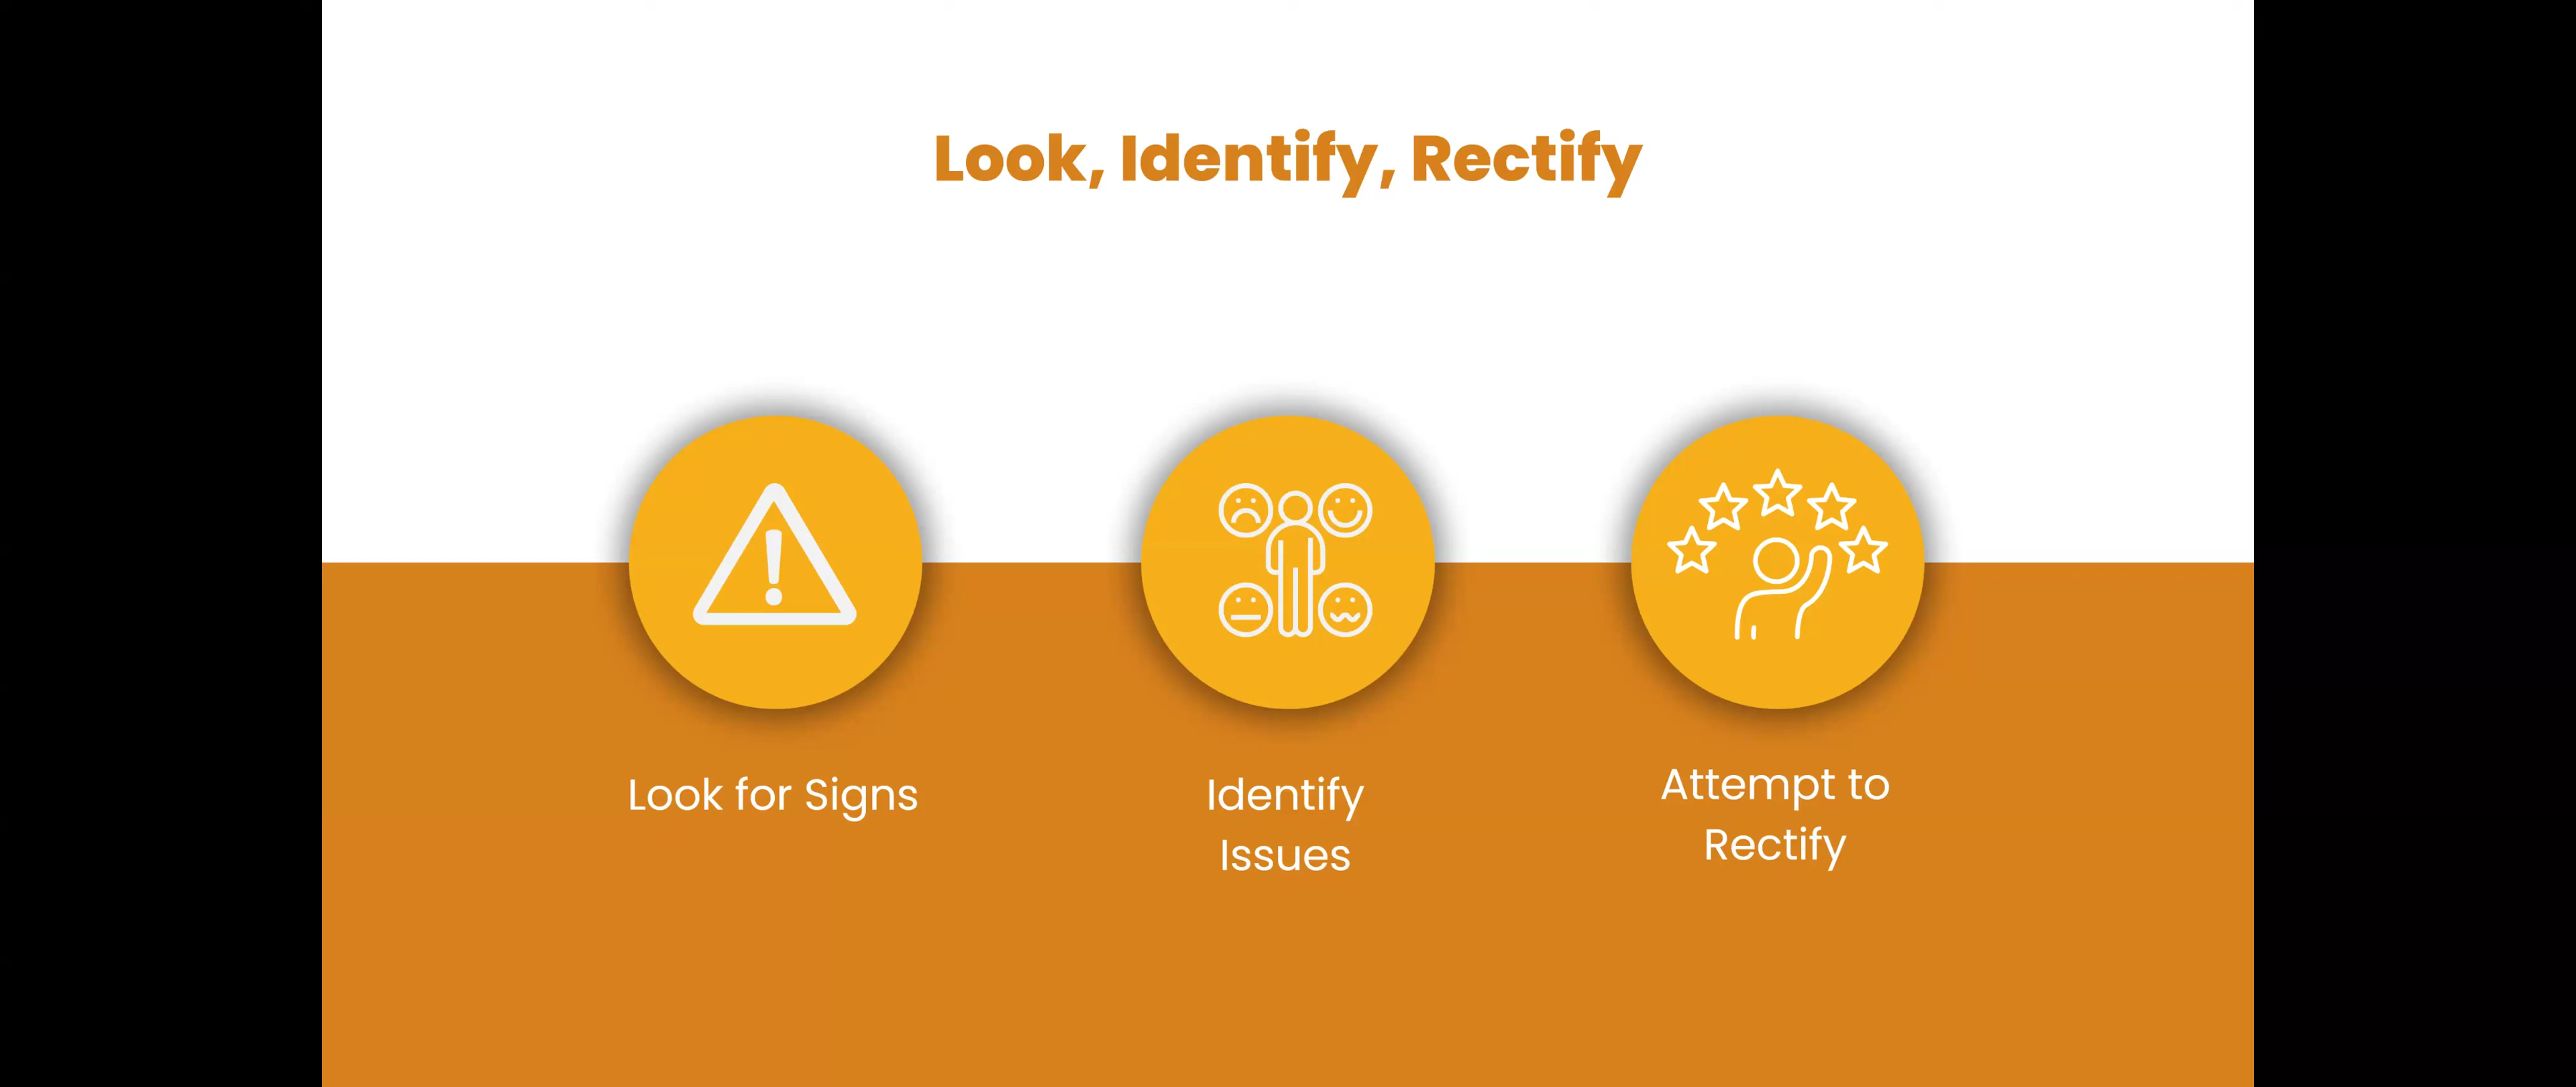 Look, Identify, Rectify
Look for Signs
Identify
Issues
Attempt to
Rectify